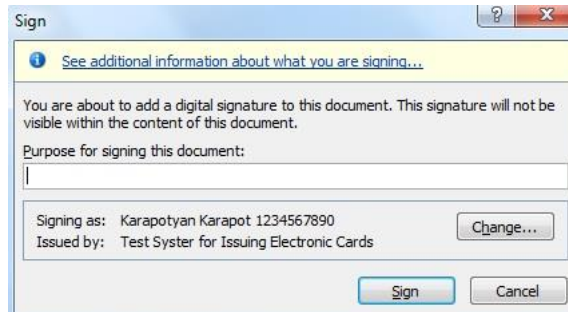 Sign
See additional information about what you are signing...
You are about to add a digital signature to this document. This signature will not be
visible within the content of this document.
Purpose for signing this document:
Signing as: Karapotyan Karapot 1234567890
Change...
Issued by: Test Syster for Issuing Electronic Cards
Sign Cancel